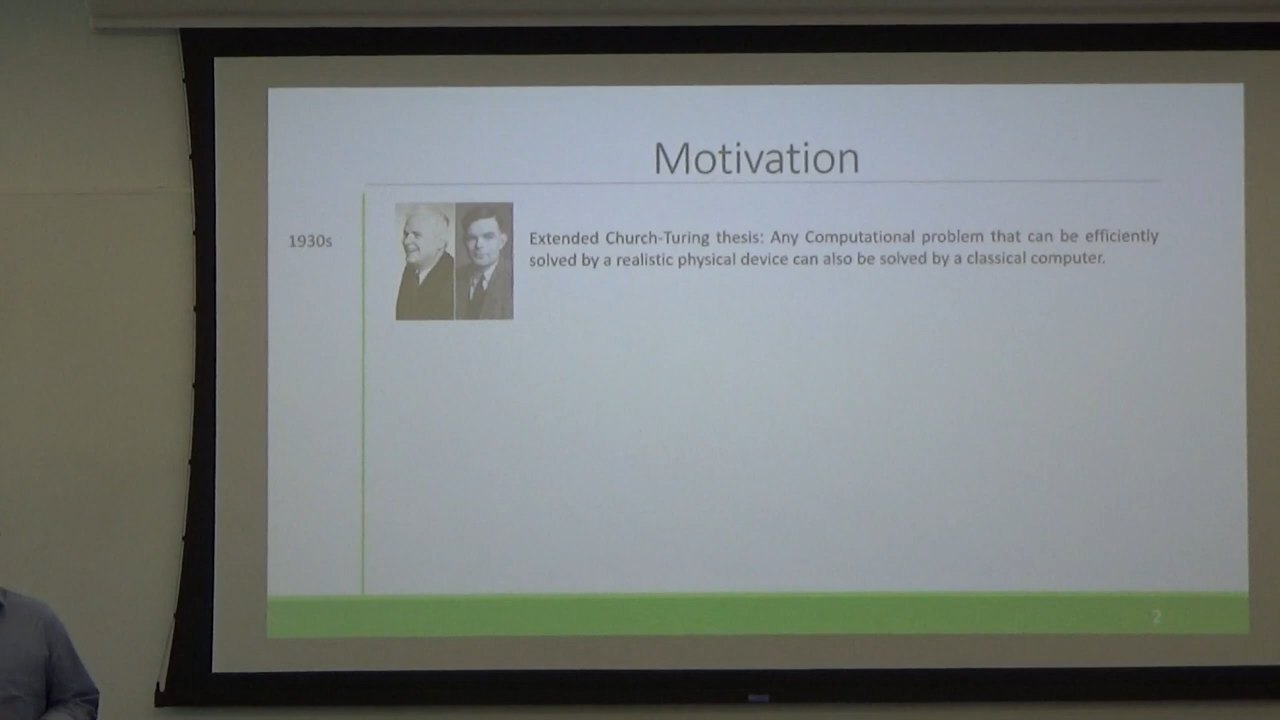 Motivation
1930s
Extended Church-Turing thesis: Any Computational problem that can be efficiently
solved by a realistic physical device can also be solved by a classical computer.
2